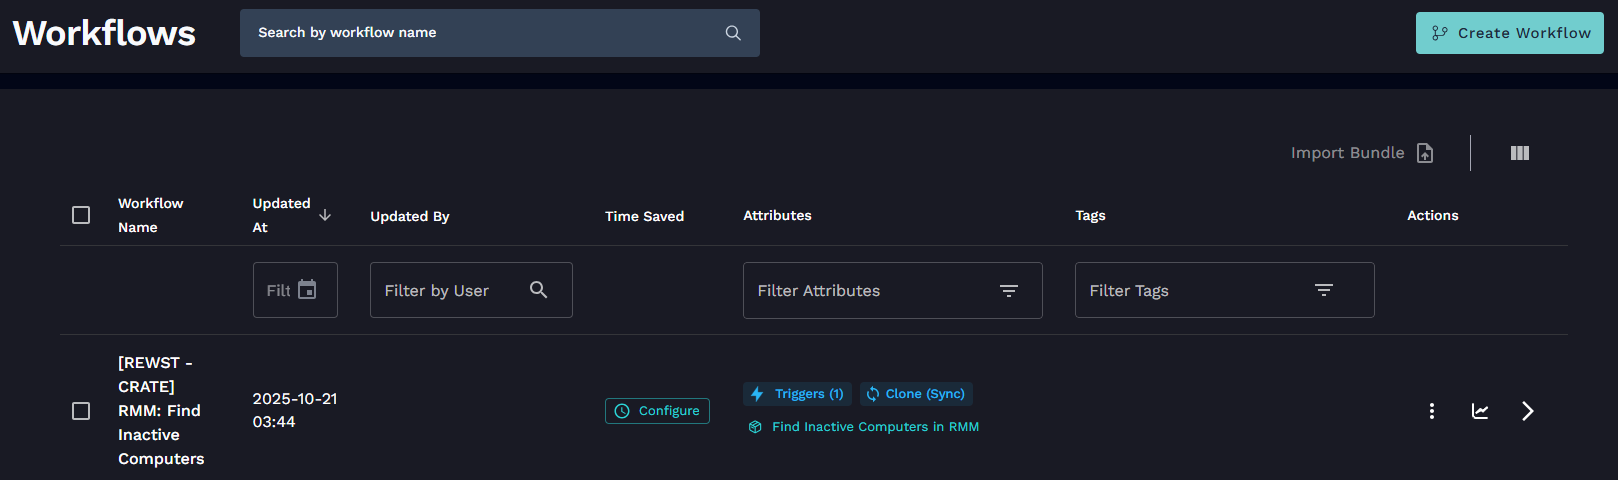 Workflows
Search by workflow name
Create Workflow
Import Bundle
Workflow
Name
Updated
At
Updated By
Time Saved
Attributes
Tags
Actions
Filt
Filter by User
Filter Attributes
Filter Tags
[REWST -
CRATE]
RMM: Find
Inactive
Computers
2025-10-21
03:44
Configure
Triggers (1)
Clone (Sync)
Find Inactive Computers in RMM